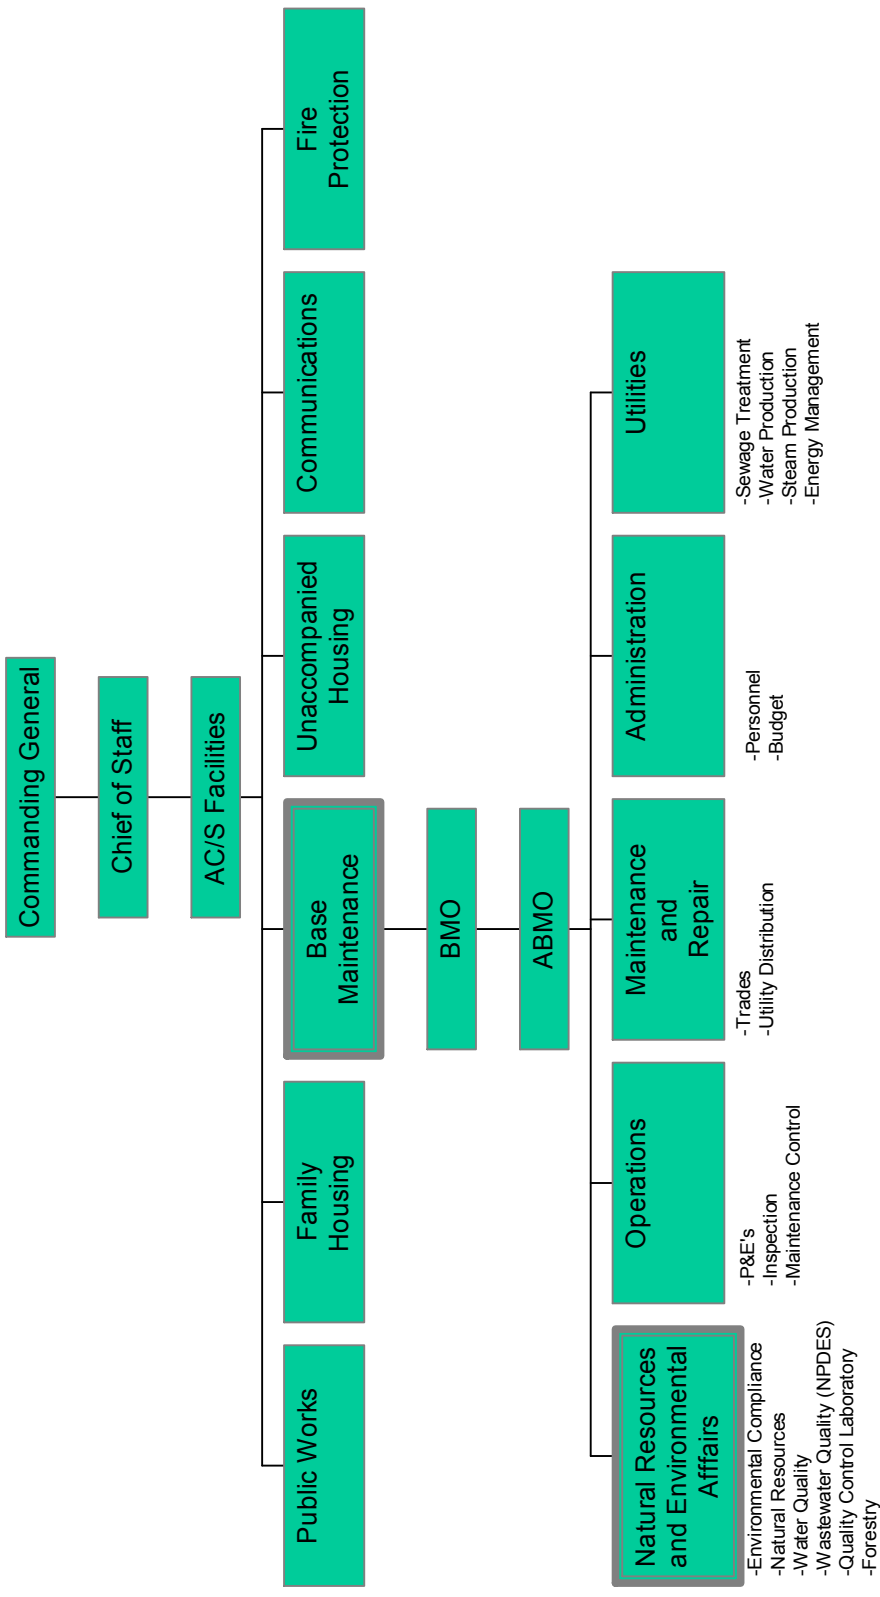 Commanding General
Chief of Staff
AC/S Facilities
Public Works
Family
Housing
Base
Maintenance
Unaccompanied
Housing
Communications
Fire
Protection
BMO
ABMO
Natural Resources
and Environmental
Afffairs
-Environmental Compliance
-Natural Resources
-Water Quality
-Wastewater Quality (NPDES)
-Quality Control Laboratory
-Forestry
Operations
-P&E's
-Inspection
-Maintenance Control
Maintenance
and
Repair
-Trades
-Utility Distribution
Administration
-Personnel
-Budget
Utilities
-Sewage Treatment
-Water Production
-Steam Production
-Energy Management